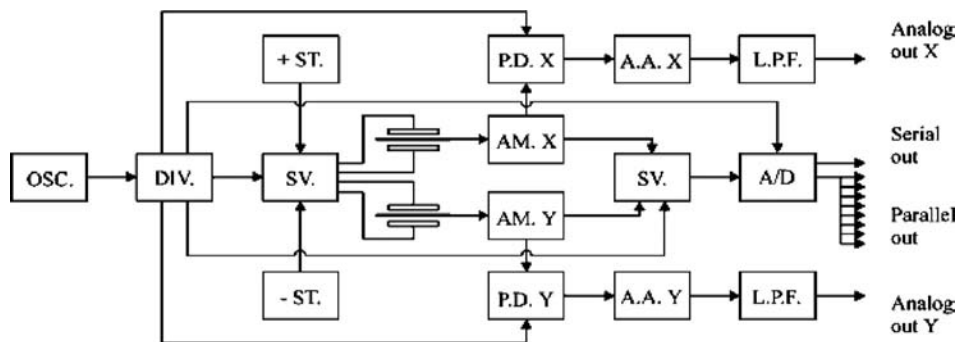 + ST.
P.D. X
A.A. X
L.P.F.
Analog
out X
OSC.
DIV.
SV.
AM. X
AM. Y
SV.
A/D
Serial
out
Parallel
out
- ST.
P.D. Y
A.A. Y
L.P.F.
Analog
out Y